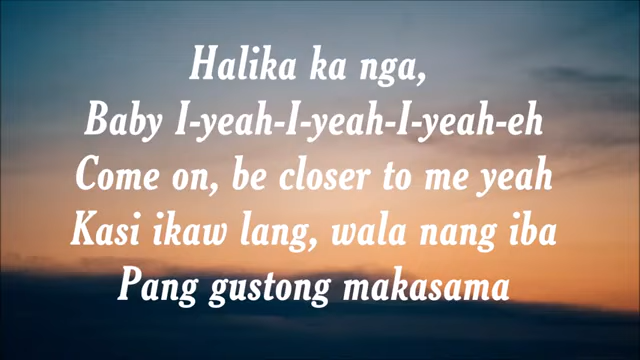 Halika ka nga,
Baby I-yeah-I-yeah-I-yeah-eh
Come on, be closer to me yeah
Kasi ikaw lang, wala nang iba
Pang gustong makasama